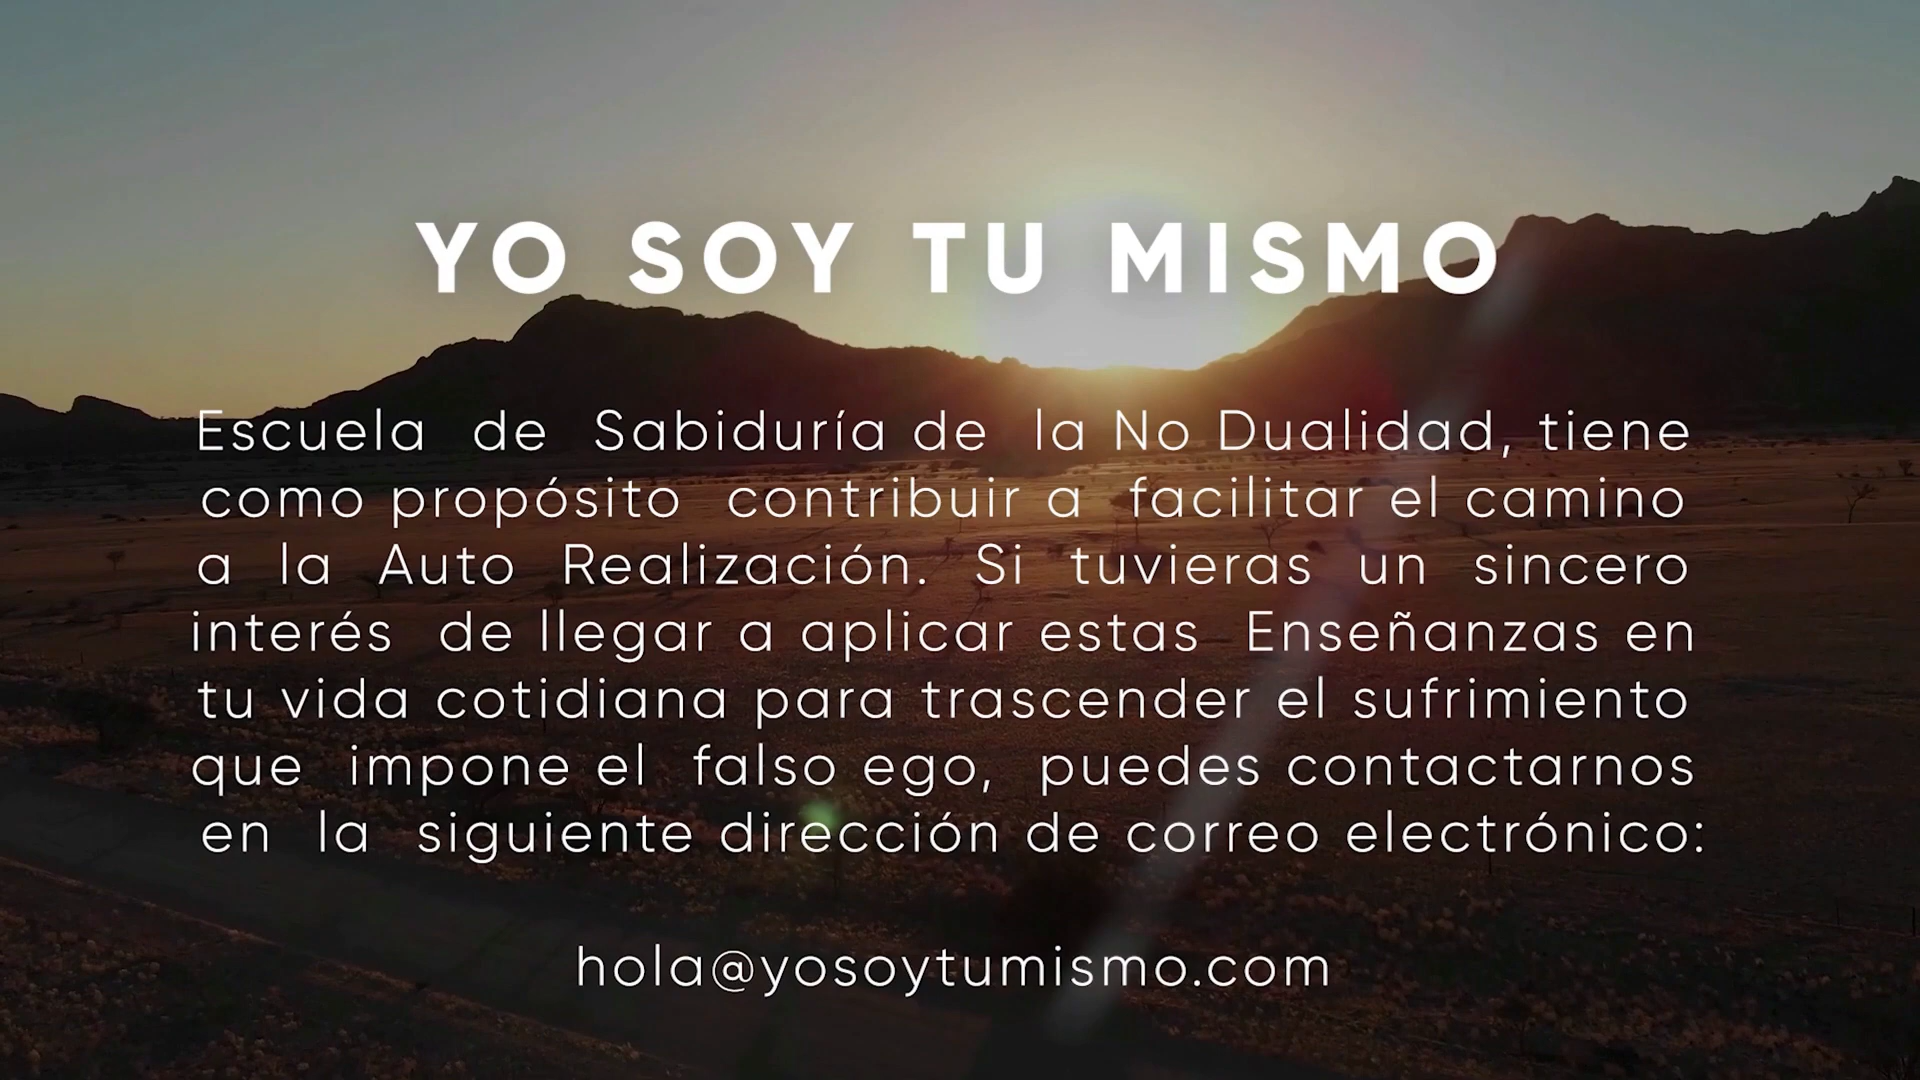 YO SOY TU MISMO
Escuela de Sabiduría de la No Dualidad, tiene
como propósito contribuir a facilitar el camino
a la Auto Realización. Si tuvieras un sincero
interés de llegar a aplicar estas Enseñanzas en
tu vida cotidiana para trascender el sufrimiento
que impone el falso ego, puedes contactarnos
en la siguiente dirección de correo electrónico:
hola@yosoytumismo.com